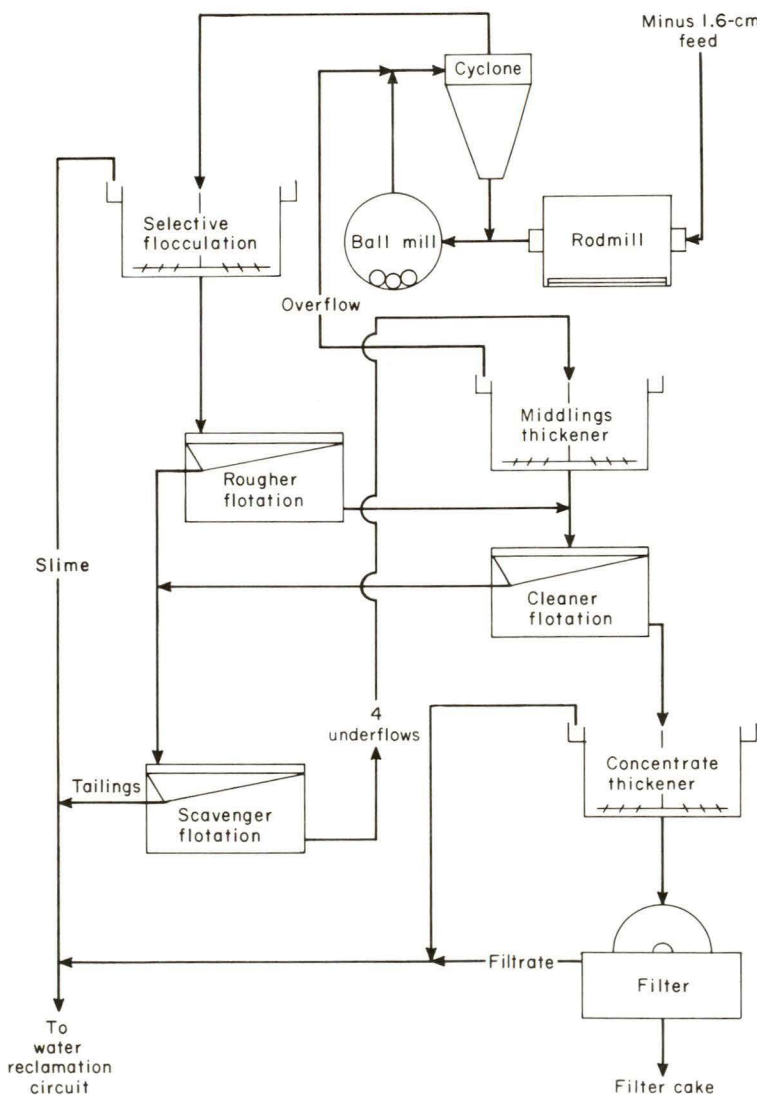 Minus 1.6-cm
feed
Cyclone
Selective
flocculation
Ball mill
Rodmill
Overflow
Middlings
thickener
Rougher
flotation
Slime
Cleaner
flotation
4
underflows
Concentrate
thickener
Tailings
Scavenger
flotation
Filtrate
Filter
To
water
reclamation
circuit
Filter cake